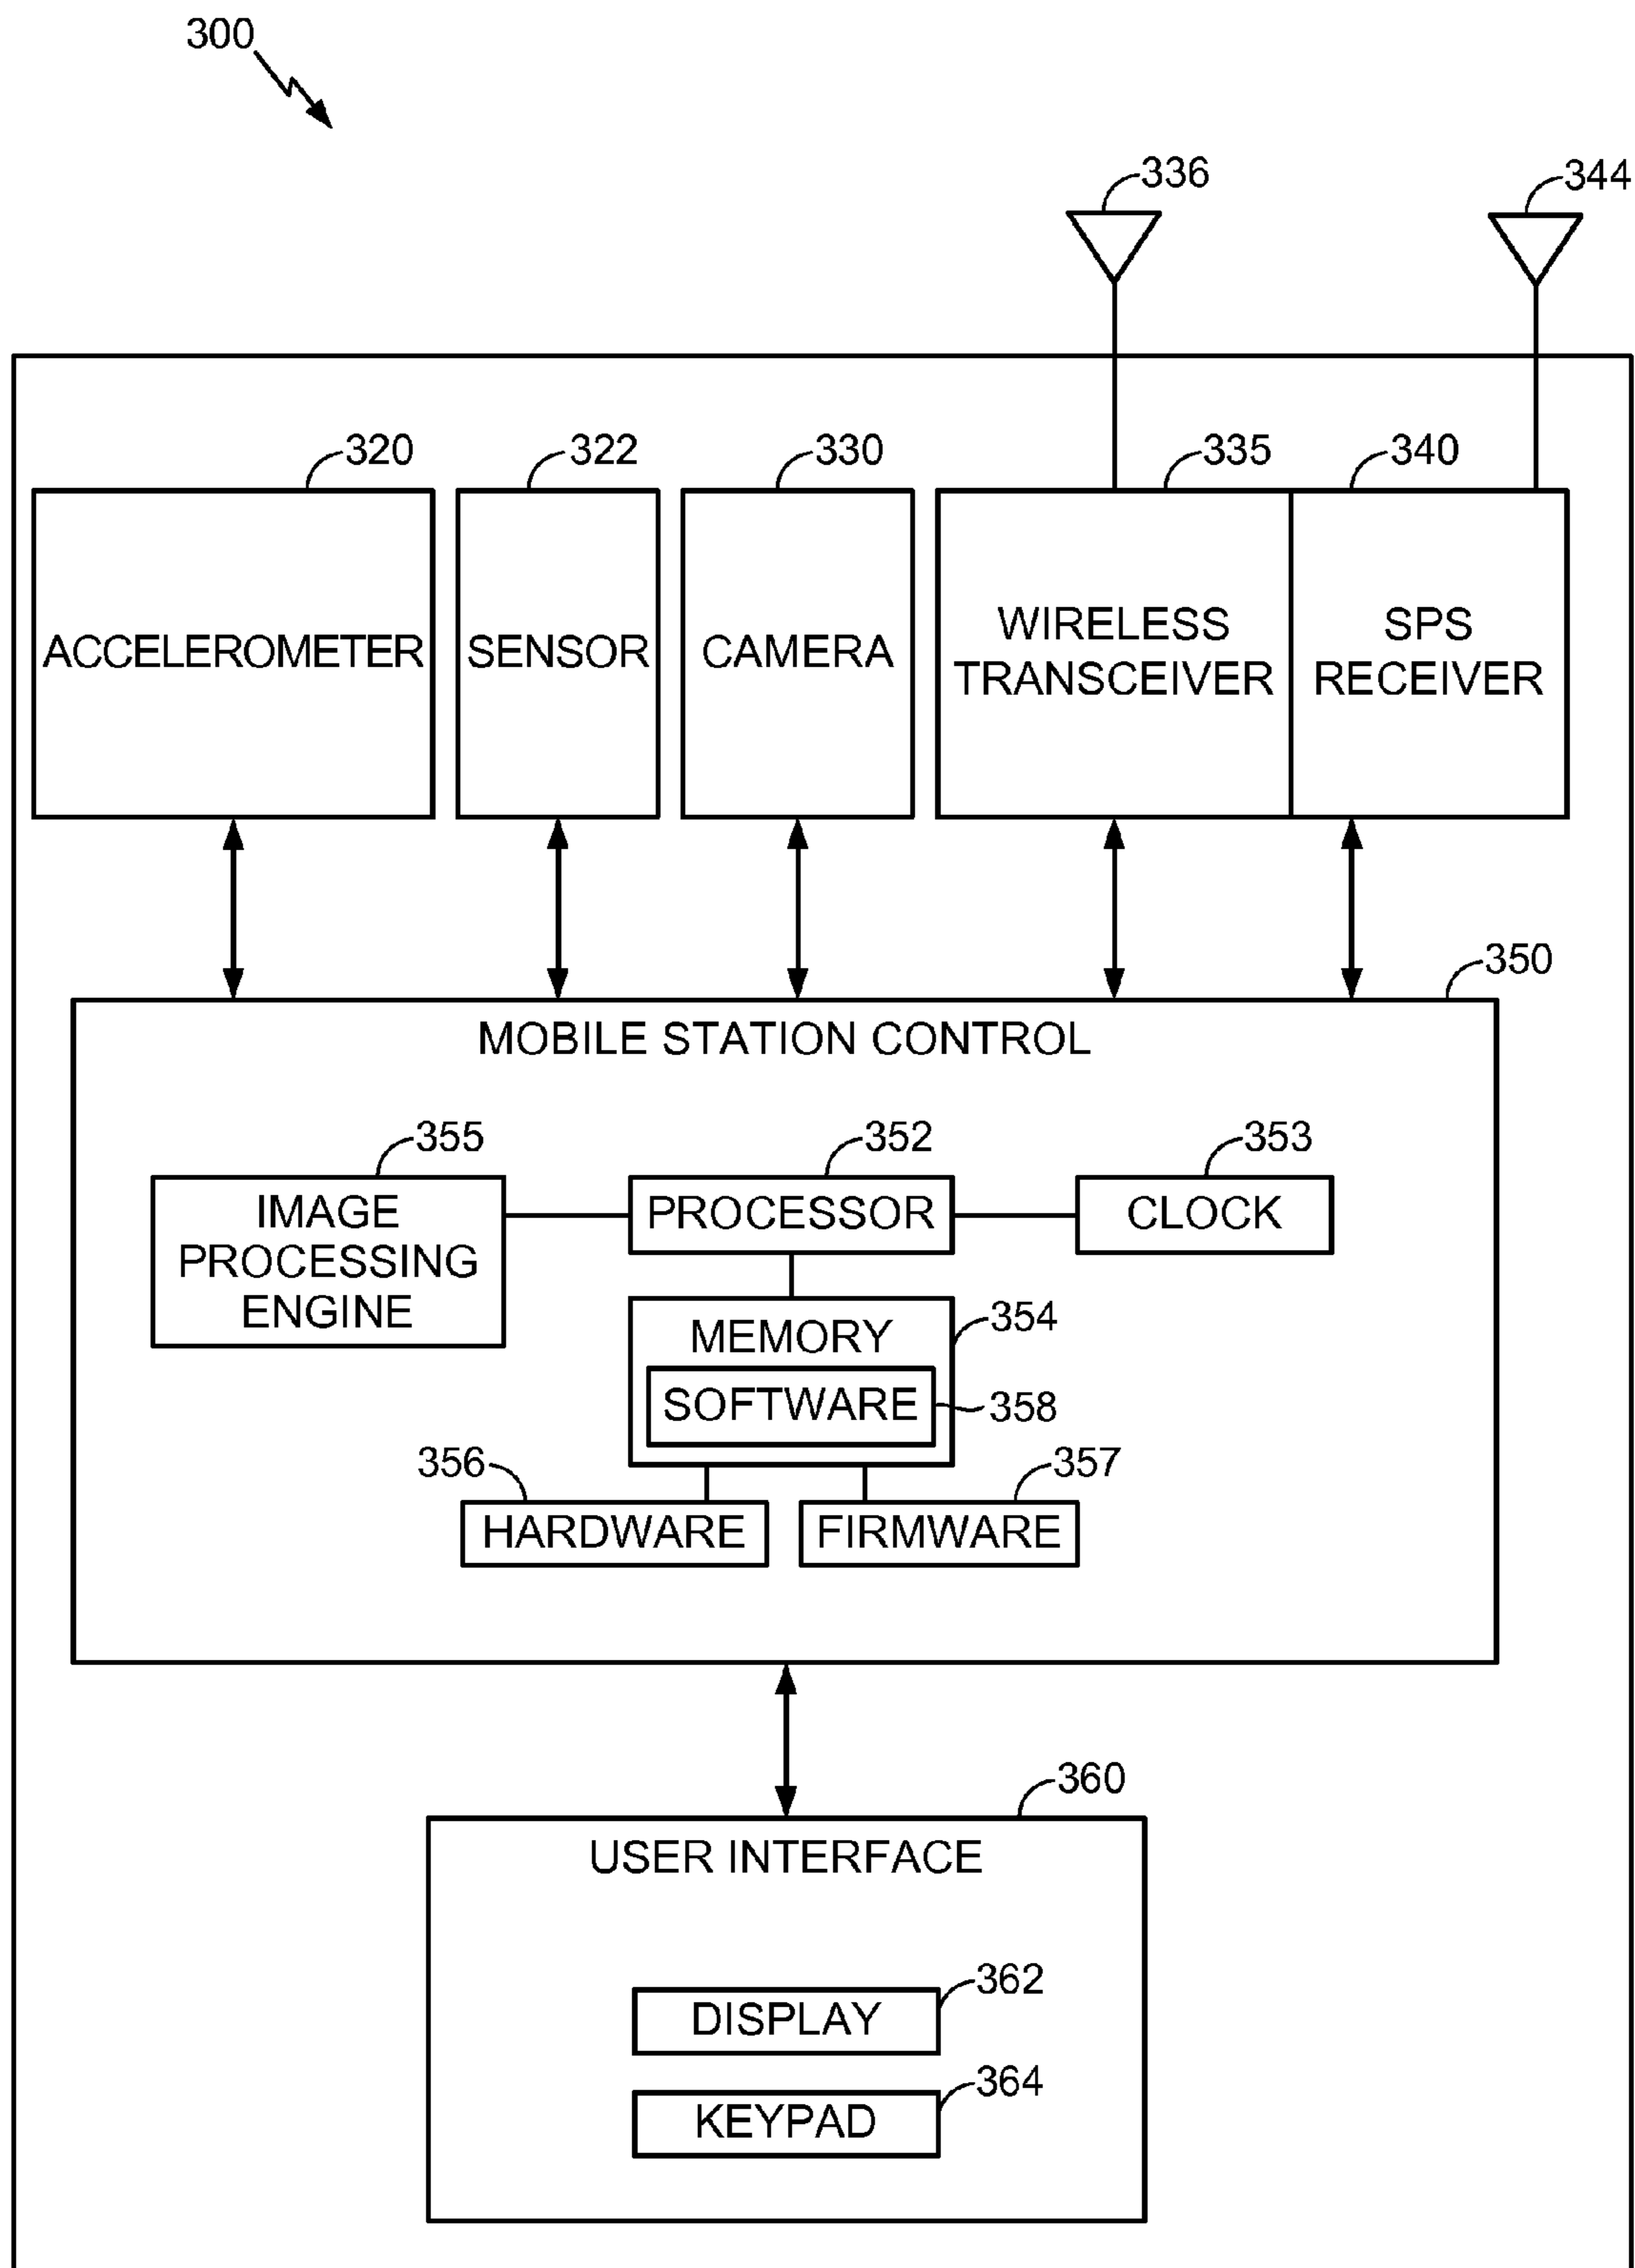 300
336
344
320
322
330
335
340
ACCELEROMETER
SENSOR
CAMERA
WIRELESS
TRANSCEIVER
SPS
RECEIVER
350
MOBILE STATION CONTROL
355
352
353
IMAGE
PROCESSING
ENGINE
PROCESSOR
CLOCK
MEMORY
354
SOFTWARE
358
356
357
HARDWARE
FIRMWARE
360
USER INTERFACE
362
DISPLAY
364
KEYPAD